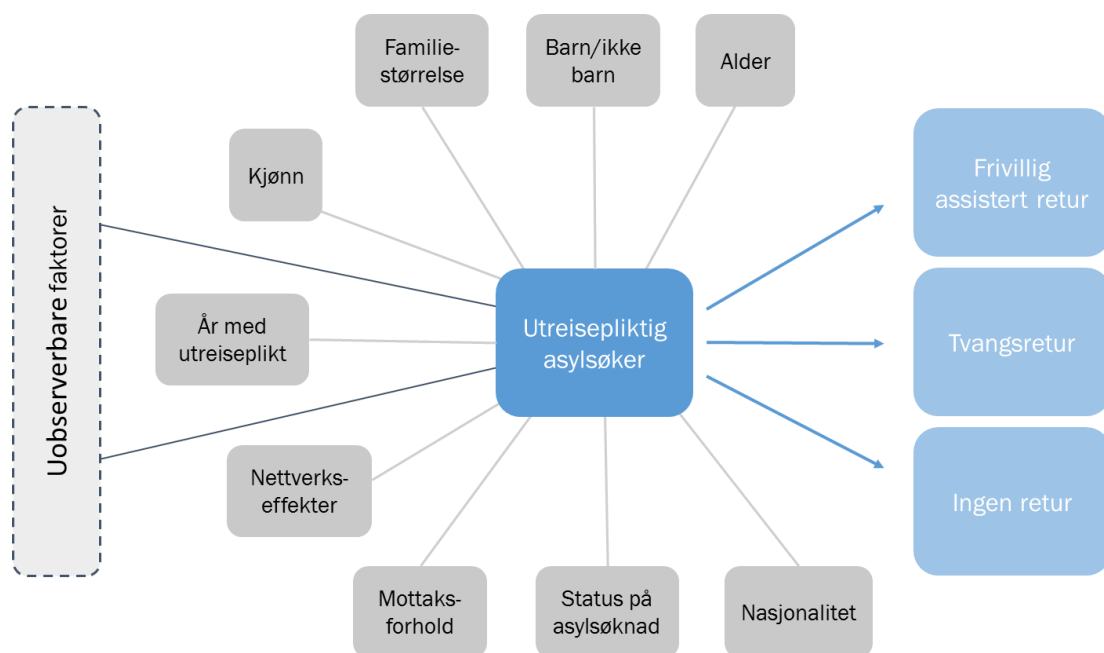 Familie-
størrelse
Barn/ikke
barn
Alder
Kjønn
Uobserverbare faktorer
År med
utreiseplikt
Utreisepliktig
asylsøker
Nettverks-
effekter
Mottaks-
forhold
Status på
asylsøknad
Nasjonalitet
Frivillig
assistert retur
Tvangsretur
Ingen retur